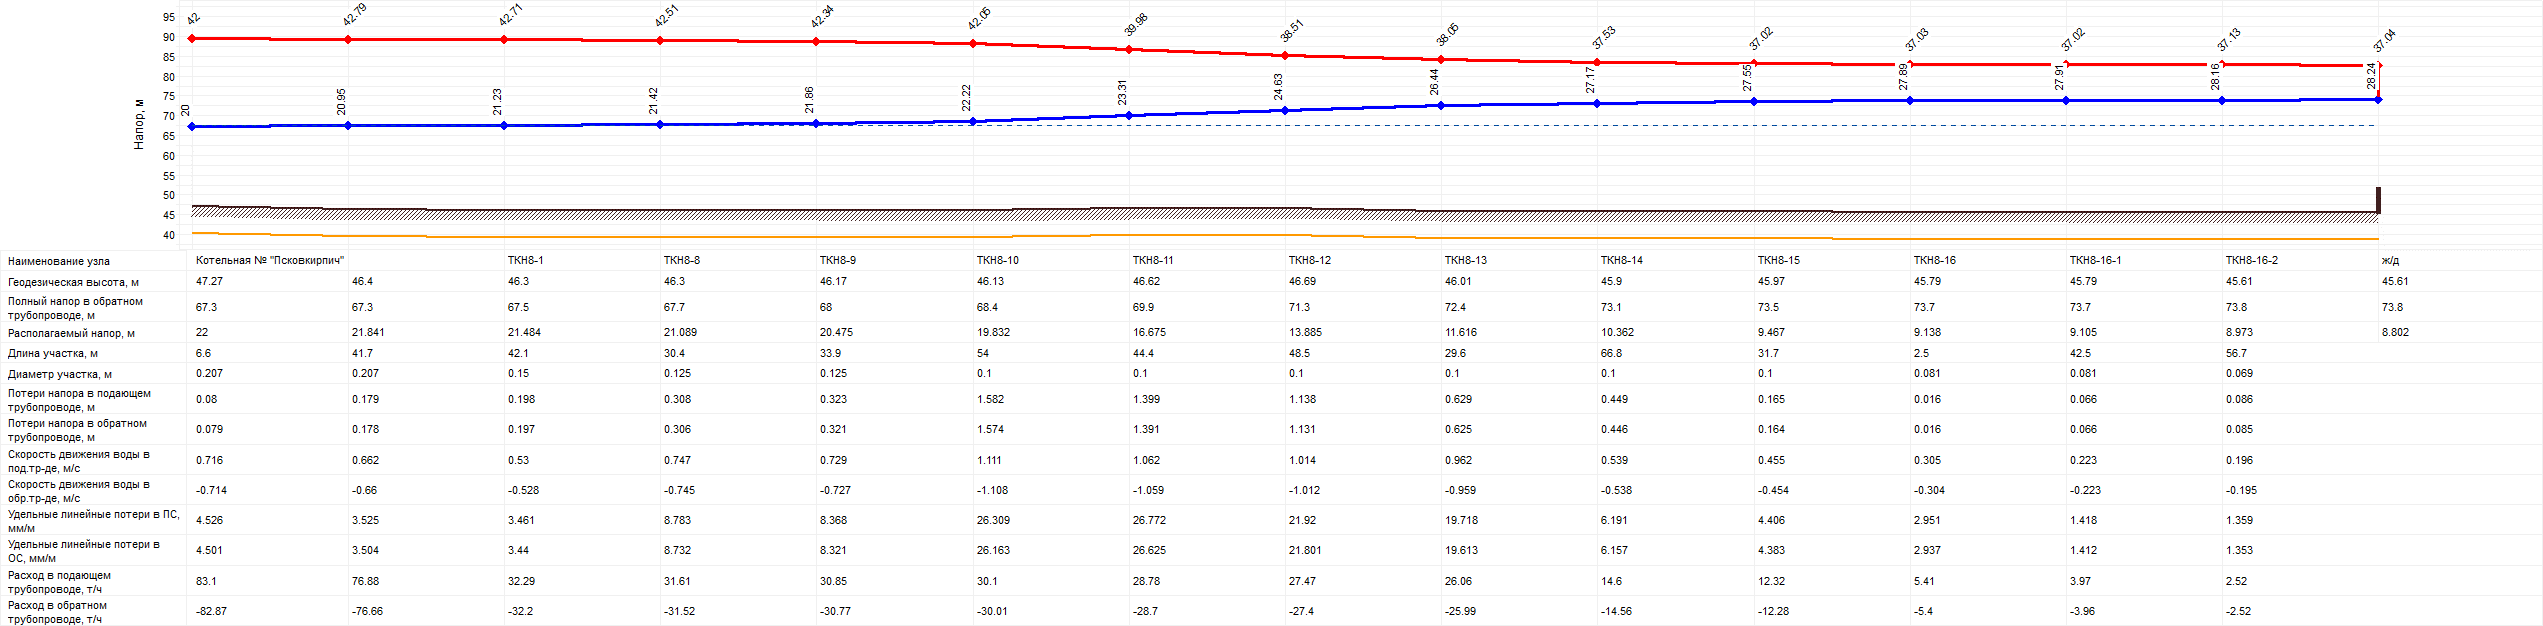 42 42.79 42.71 42.51 42.34 42.05 39.98 38.51 38.05 37.53 37.02 37.03 37.02 37.13 37.04
20 20.95 21.23 21.42 21.86 22.22 23.31 24.63 26.44 27.17 27.55 27.89 27.91 28.16 28.24
Напор, м
95
90
85
80
75
70
65
60
55
50
45
40
Наименование узла Котельная № "Псковкирпич" ТКН8-1 ТКН8-8 ТКН8-9 ТКН8-10 ТКН8-11 ТКН8-12 ТКН8-13 ТКН8-14 ТКН8-15 ТКН8-16 ТКН8-16-1 ТКН8-16-2 ж/д
Геодезическая высота, м 47.27 46.4 46.3 46.3 46.17 46.13 46.62 46.69 46.01 45.9 45.97 45.79 45.79 45.61 45.61
Полный напор в обратном
трубопроводе, м 67.3 67.3 67.5 67.7 68 68.4 69.9 71.3 72.4 73.1 73.5 73.7 73.7 73.8 73.8
Располагаемый напор, м 22 21.841 21.484 21.089 20.475 19.832 16.675 13.885 11.616 10.362 9.467 9.138 9.105 8.973 8.802
Длина участка, м 6.6 41.7 42.1 30.4 33.9 54 44.4 48.5 29.6 66.8 31.7 2.5 42.5 56.7
Диаметр участка, м 0.207 0.207 0.15 0.125 0.125 0.1 0.1 0.1 0.1 0.1 0.1 0.081 0.081 0.069
Потери напора в подающем
трубопроводе, м 0.08 0.179 0.198 0.308 0.323 1.582 1.399 1.138 0.629 0.449 0.165 0.016 0.066 0.086
Потери напора в обратном
трубопроводе, м 0.079 0.178 0.197 0.306 0.321 1.574 1.391 1.131 0.625 0.446 0.164 0.016 0.066 0.085
Скорость движения воды в
под.тр-де, м/с 0.716 0.662 0.53 0.747 0.729 1.111 1.062 1.014 0.962 0.539 0.455 0.305 0.223 0.196
Скорость движения воды в
обр.тр-де, м/с -0.714 -0.66 -0.528 -0.745 -0.727 -1.108 -1.059 -1.012 -0.959 -0.538 -0.454 -0.304 -0.223 -0.195
Удельные линейные потери в ПС,
мм/м 4.526 3.525 3.461 8.783 8.368 26.309 26.772 21.92 19.718 6.191 4.406 2.951 1.418 1.359
Удельные линейные потери в
ОС, мм/м 4.501 3.504 3.44 8.732 8.321 26.163 26.625 21.801 19.613 6.157 4.383 2.937 1.412 1.353
Расход в подающем
трубопроводе, т/ч 83.1 76.88 32.29 31.61 30.85 30.1 28.78 27.47 26.06 14.6 12.32 5.41 3.97 2.52
Расход в обратном
трубопроводе, т/ч -82.87 -76.66 -32.2 -31.52 -30.77 -30.01 -28.7 -27.4 -25.99 -14.56 -12.28 -5.4 -3.96 -2.52